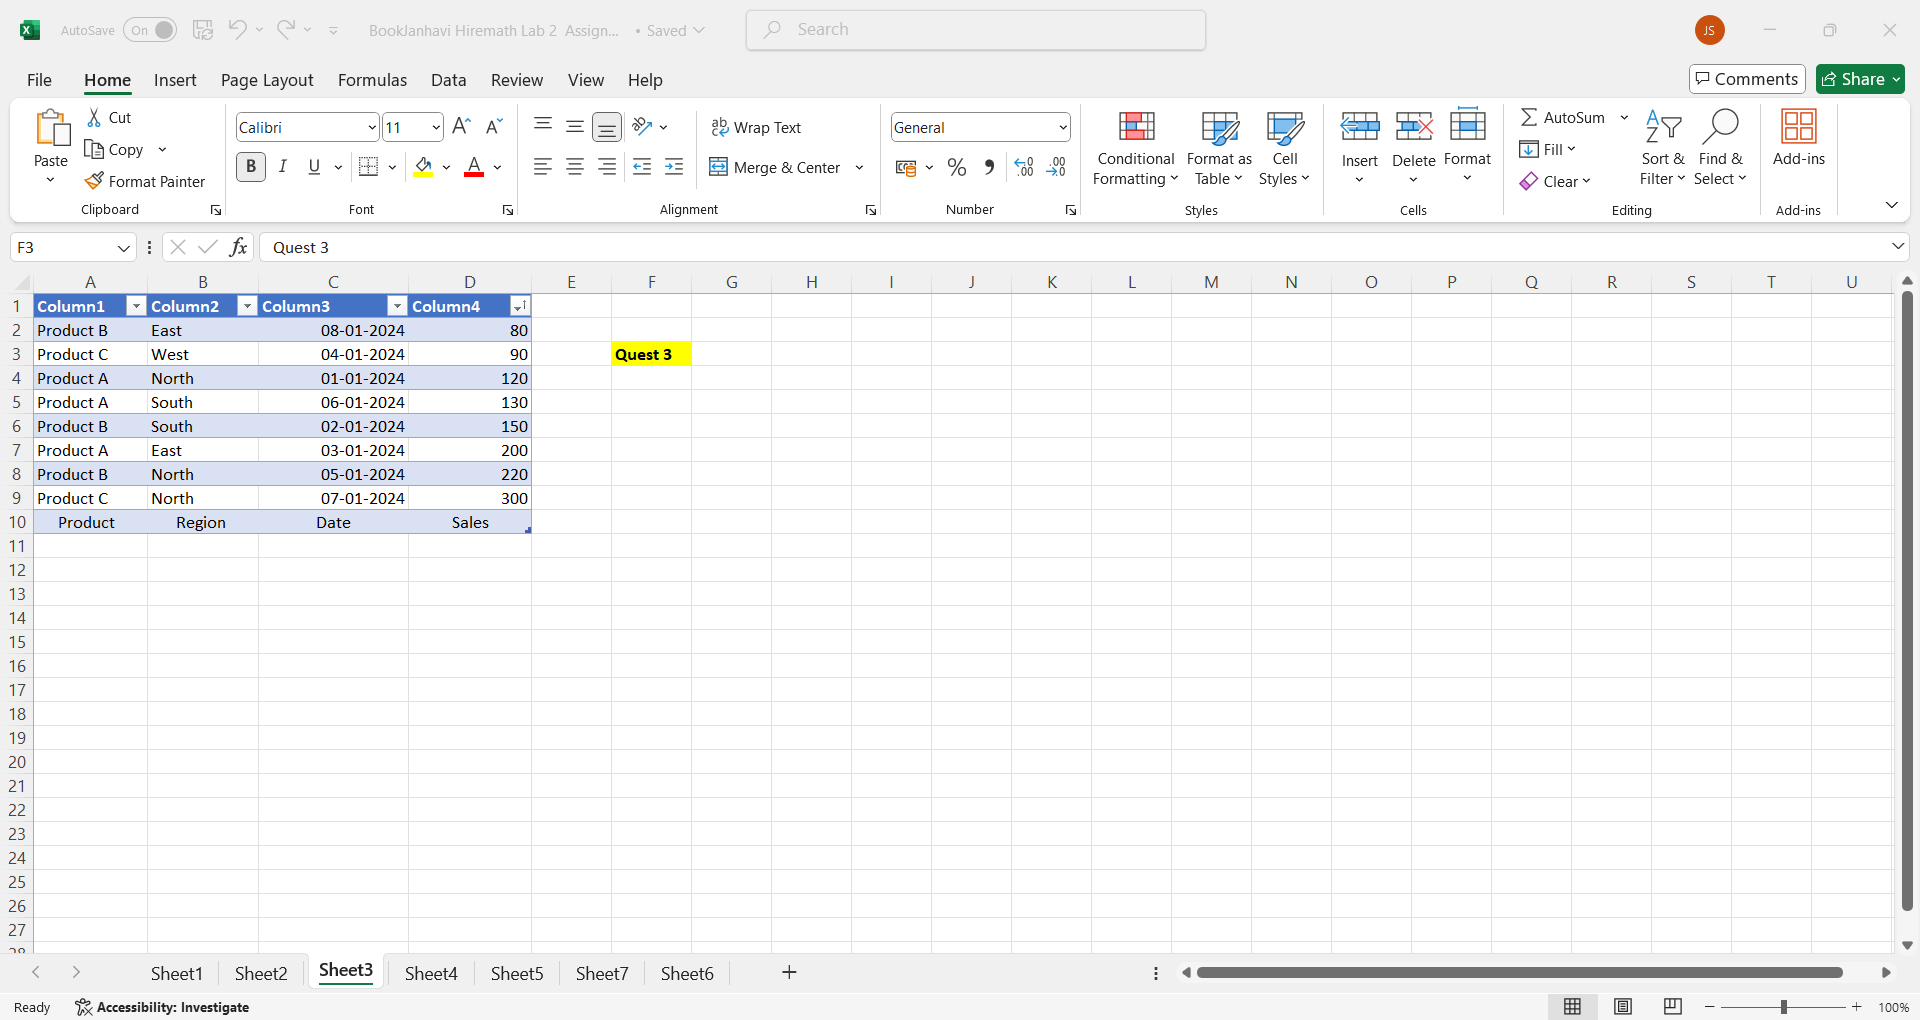 AutoSave On BookJanhavi Hiremath Lab 2 Assign... • Saved Search JS
File Home Insert Page Layout Formulas Data Review View Help Comments Share
Paste Cut Copy Format Painter Clipboard
Calibri 11 A A B I U A Font
ab Wrap Text Merge & Center Alignment
General % Number
Conditional Formatting Format as Table Cell Styles Styles
Insert Delete Format Cells
AutoSum Fill Clear Sort & Filter Find & Select Editing
Add-ins Add-ins
F3 fx Quest 3
A B C D E F G H I J K L M N O P Q R S T U
1 Column1 Column2 Column3 Column4
2 Product B East 08-01-2024 80
3 Product C West 04-01-2024 90 Quest 3
4 Product A North 01-01-2024 120
5 Product A South 06-01-2024 130
6 Product B South 02-01-2024 150
7 Product A East 03-01-2024 200
8 Product B North 05-01-2024 220
9 Product C North 07-01-2024 300
10 Product Region Date Sales
11
12
13
14
15
16
17
18
19
20
21
22
23
24
25
26
27
28
Sheet1 Sheet2 Sheet3 Sheet4 Sheet5 Sheet7 Sheet6 +
Ready Accessibility: Investigate 100%